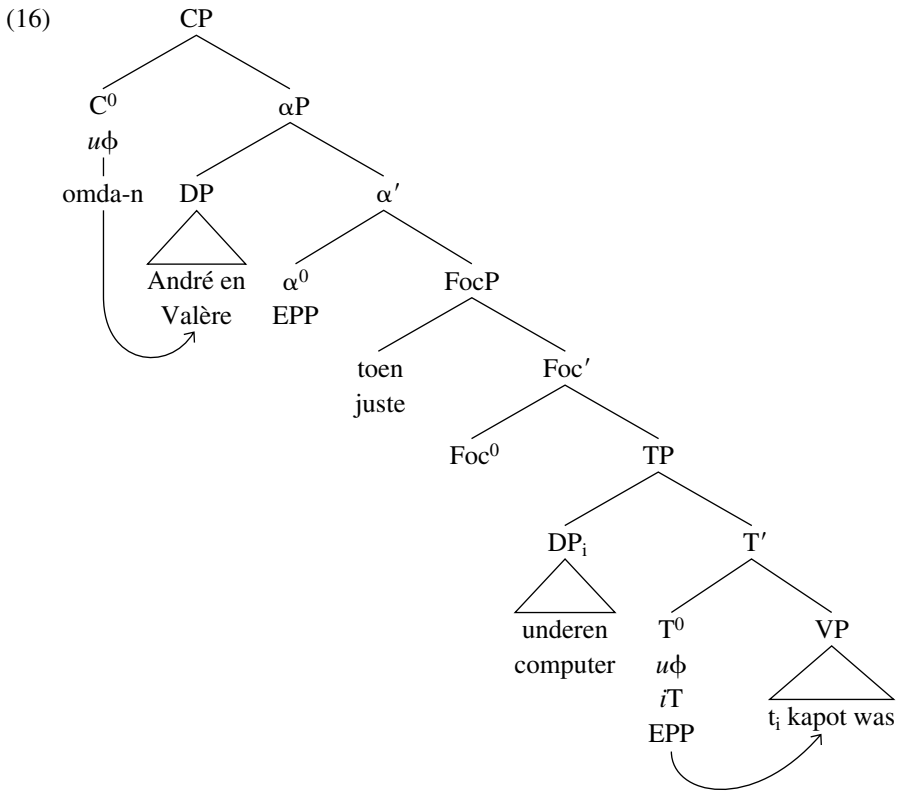 (16) CP
C⁰ αP
uϕ
omda-n DP α′
André en α⁰ FocP
Valère EPP
toen Foc′
juste
Foc⁰ TP
DPᵢ T′
underen T⁰ VP
computer uϕ
iT tᵢ kapot was
EPP